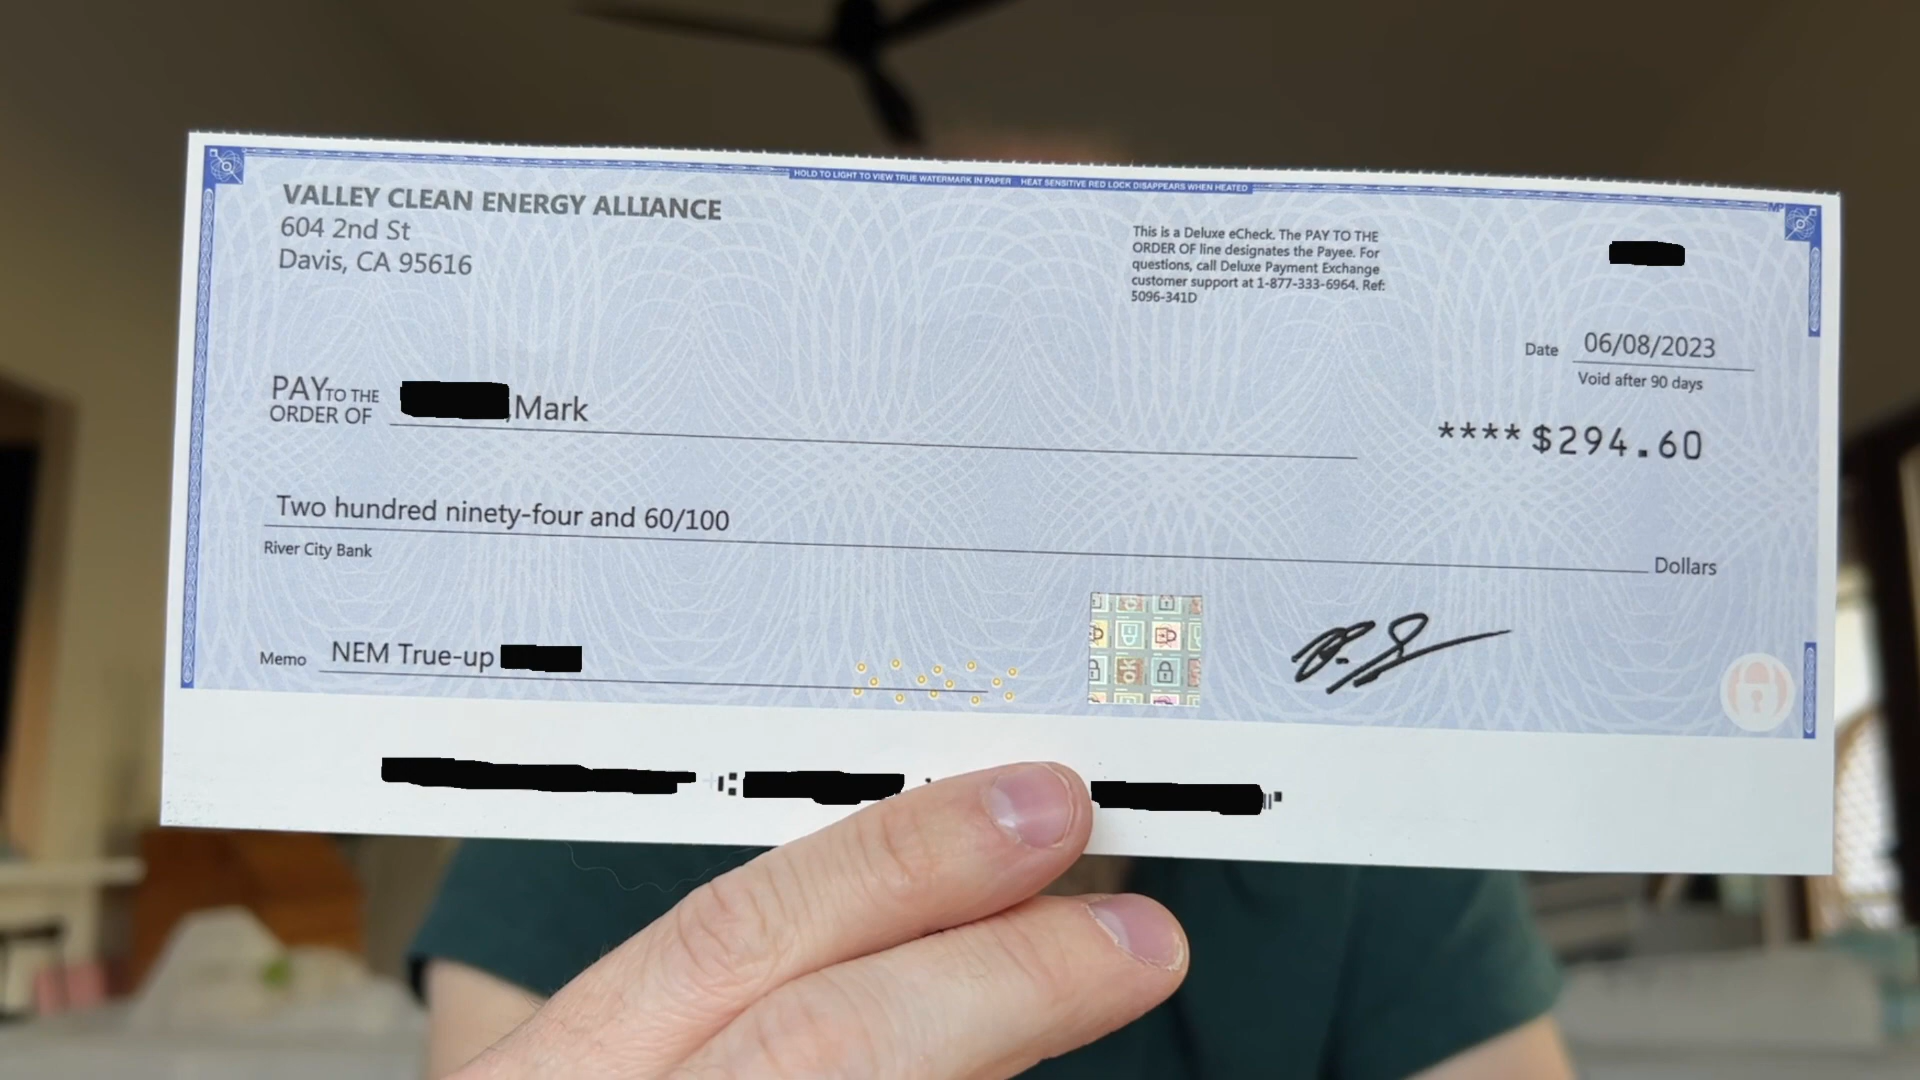 HOLD TO LIGHT TO VIEW TRUE WATERMARK IN PAPER HEAT SENSITIVE RED LOCK DISAPPEARS WHEN HEATED
MP
VALLEY CLEAN ENERGY ALLIANCE
604 2nd St
Davis, CA 95616
This is a Deluxe eCheck. The PAY TO THE
ORDER OF line designates the Payee. For
questions, call Deluxe Payment Exchange
customer support at 1-877-333-6964. Ref:
5096-341D
Date 06/08/2023
Void after 90 days
PAY TO THE
ORDER OF ,Mark
****$294.60
Two hundred ninety-four and 60/100
Dollars
River City Bank
Memo NEM True-up